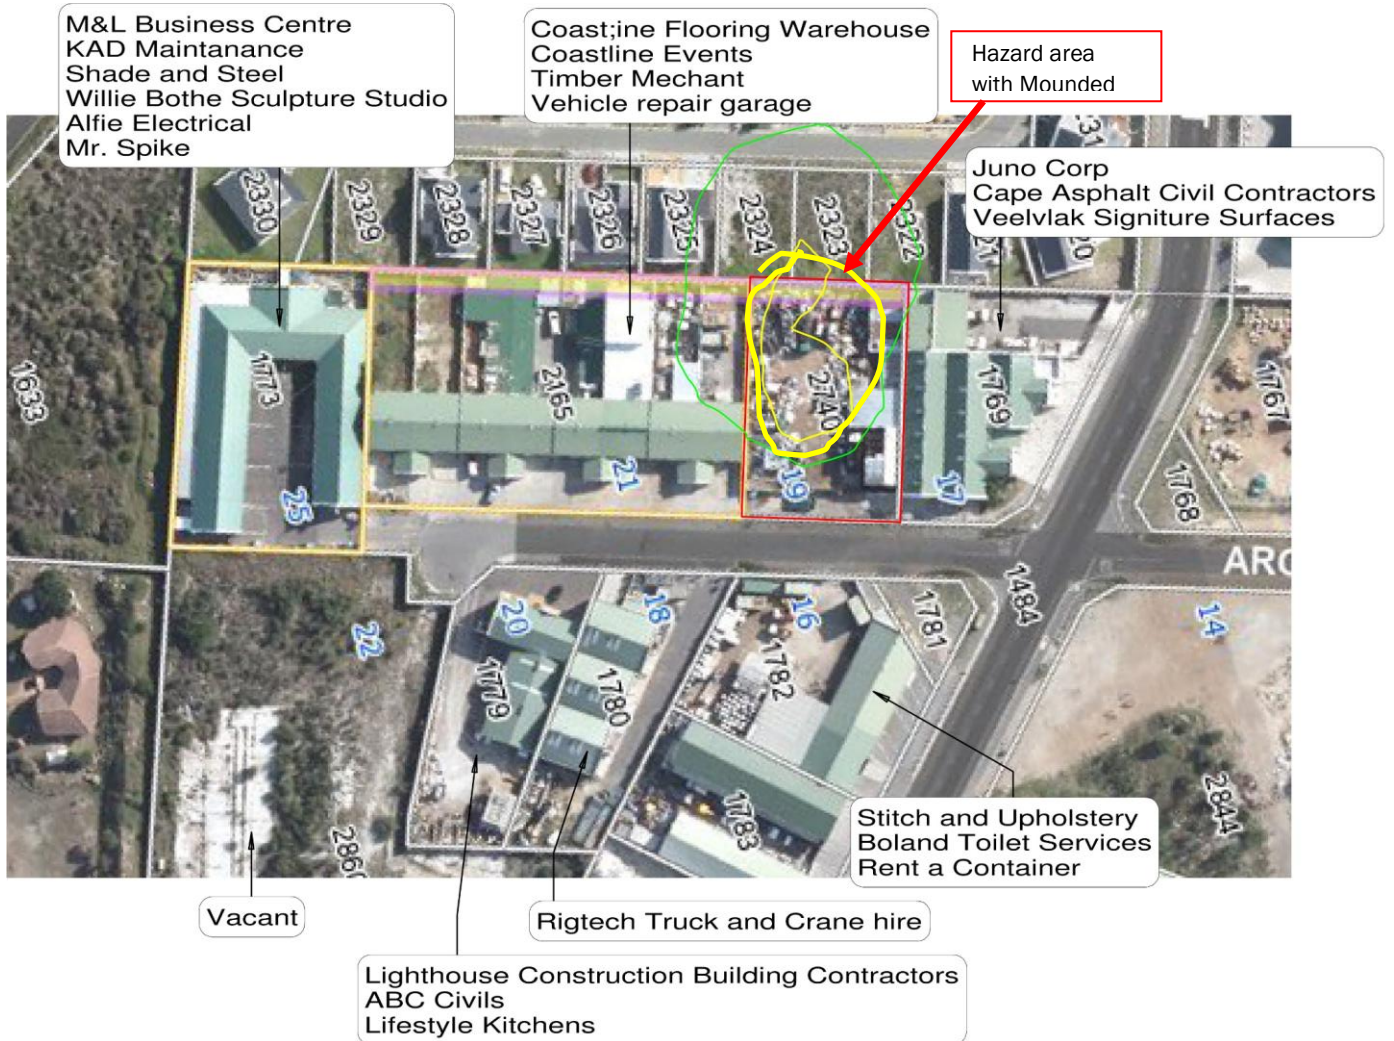 M&L Business Centre
KAD Maintanance
Shade and Steel
Willie Bothe Sculpture Studio
Alfie Electrical
Mr. Spike
Coast;ine Flooring Warehouse
Coastline Events
Timber Mechant
Vehicle repair garage
Hazard area
with Mounded
Juno Corp
Cape Asphalt Civil Contractors
Veelvlak Signiture Surfaces
2330
2329
2328
2327
2326
2325
2324
2323
2322
1633
1773
2165
2740
1769
1767
1768
25
21
19
17
ARC
1484
22
20
18
16
1781
14
1779
1780
1782
1783
2844
Stitch and Upholstery
Boland Toilet Services
Rent a Container
Vacant
Rigtech Truck and Crane hire
Lighthouse Construction Building Contractors
ABC Civils
Lifestyle Kitchens